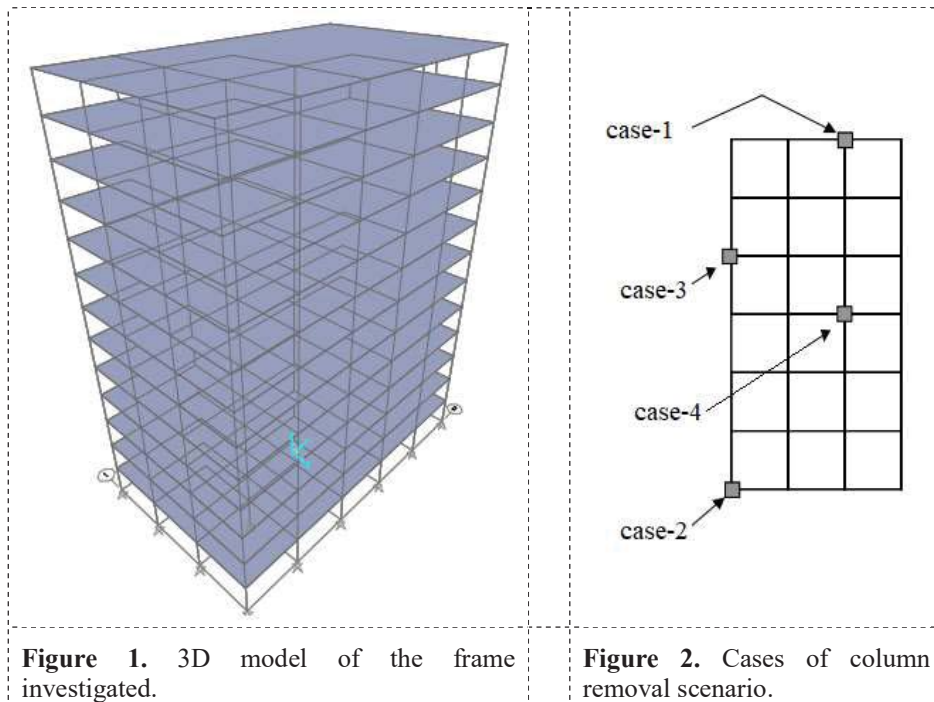 case-1
case-3
case-4
case-2
Figure 1. 3D model of the frame
investigated.
Figure 2. Cases of column
removal scenario.